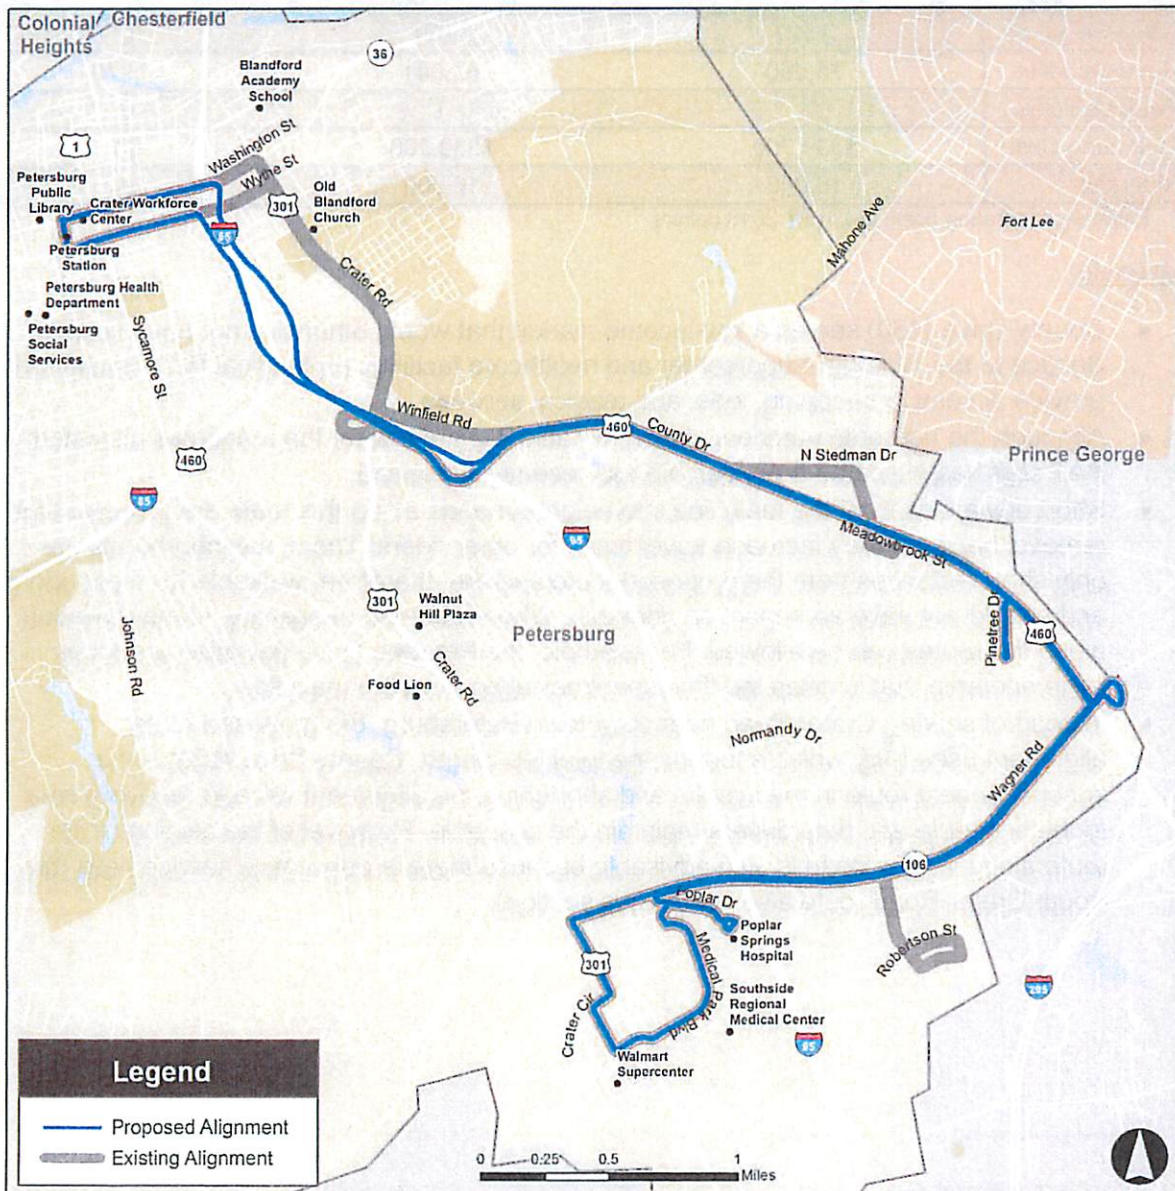 Colonial
Heights
Chesterfield
36
Blandford
Academy
School
1
Washington St
Wythe St
Petersburg
Public
Library
Crater Workforce
Center
301
Old
Blandford
Church
Mahone Ave
Fort Lee
Petersburg
Station
Crater Rd
Petersburg Health
Department
Petersburg
Social
Services
Sycamore St
Winfield Rd
460
County Dr
N Stedman Dr
Prince George
460
85
Meadowbrook St
301
Walnut
Hill Plaza
Petersburg
Pinetree Dr
460
Johnson Rd
Food Lion
Crater Rd
Normandy Dr
Wagner Rd
106
Poplar Dr
Poplar
Springs
Hospital
Robertson St
301
Medical Park Blvd
Southside
Regional
Medical Center
295
Crater Cir
Walmart
Supercenter
Legend
Proposed Alignment
Existing Alignment
0 0.25 0.5 1
Miles